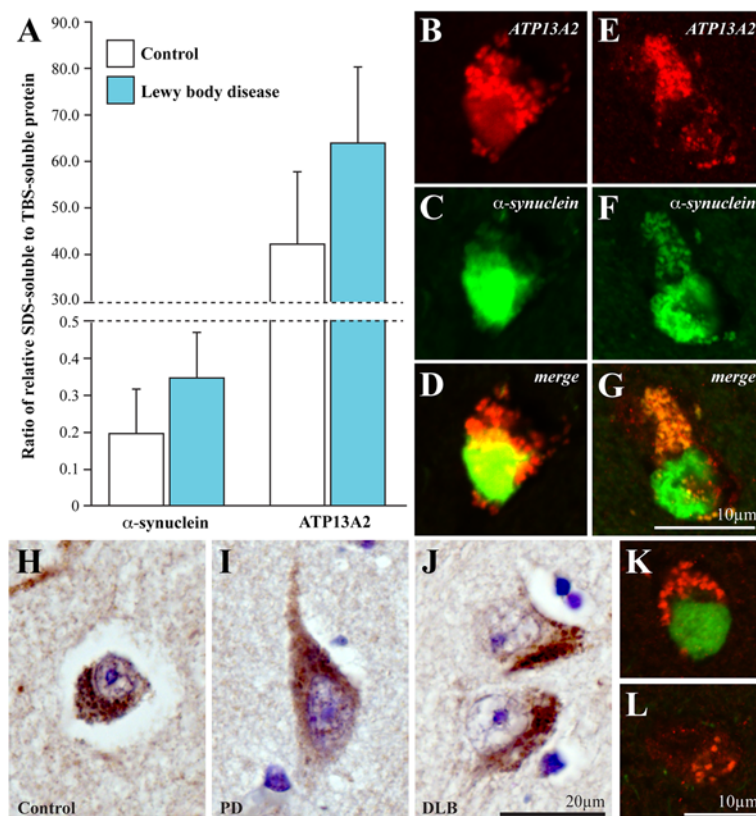 A
Ratio of relative SDS-soluble to TBS-soluble protein
90.0
80.0
70.0
60.0
50.0
40.0
30.0
0.5
0.4
0.3
0.2
0.1
0
Control
Lewy body disease
α-synuclein
ATP13A2
B
ATP13A2
E
ATP13A2
C
α-synuclein
F
α-synuclein
D
merge
G
merge
10μm
H
Control
I
PD
J
DLB
20μm
K
L
10μm